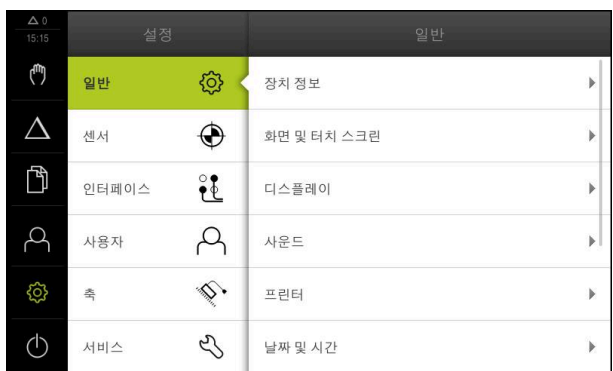 △ 0
15:15
설정
일반
일반
센서
인터페이스
사용자
축
서비스
장치 정보
화면 및 터치 스크린
디스플레이
사운드
프린터
날짜 및 시간